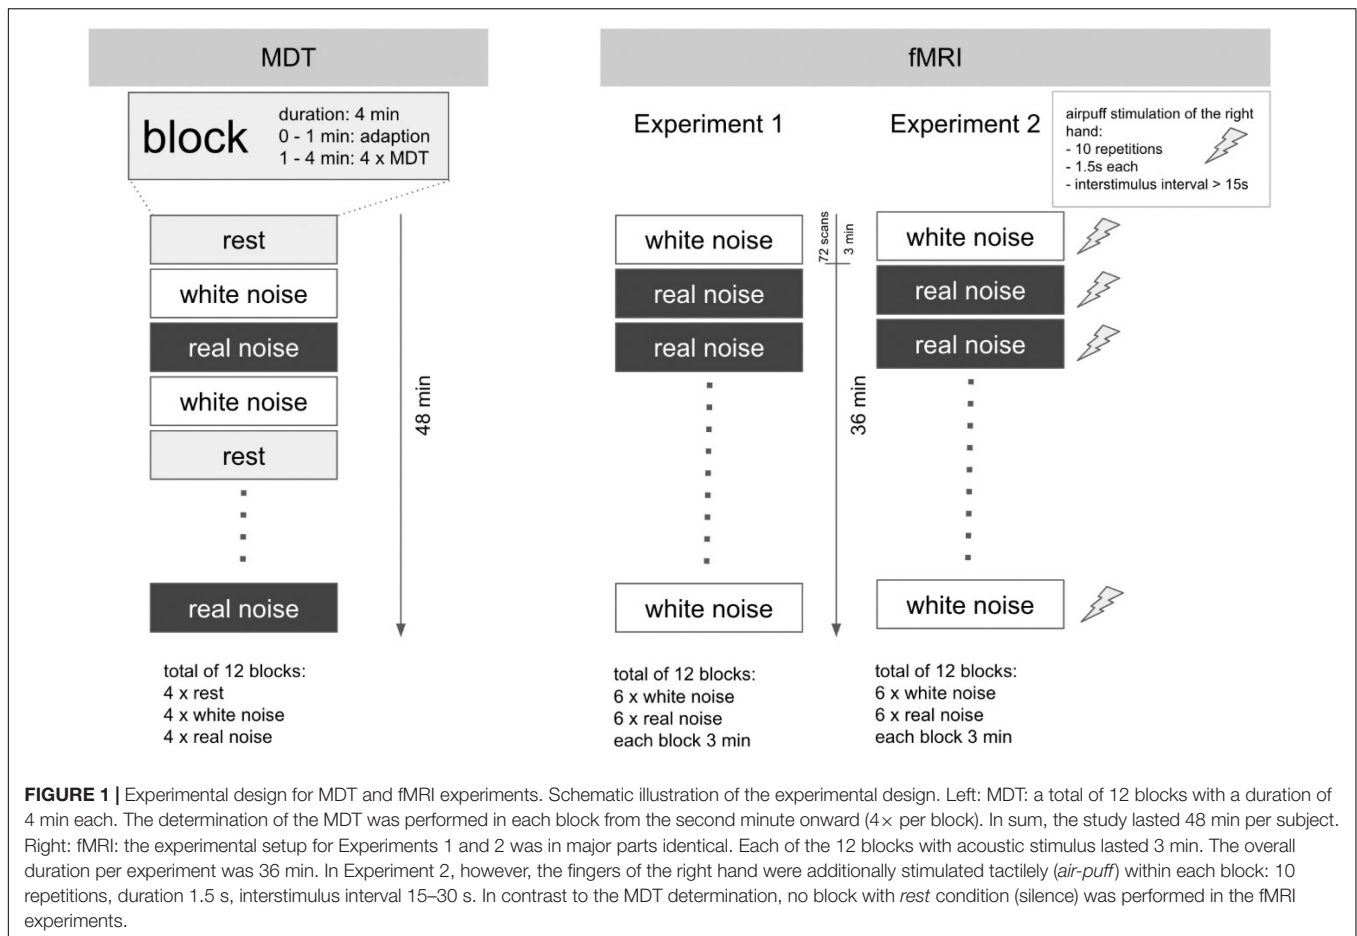 MDT
block
duration: 4 min
0 - 1 min: adaption
1 - 4 min: 4 x MDT
rest
white noise
real noise
white noise
rest
real noise
48 min
total of 12 blocks:
4 x rest
4 x white noise
4 x real noise
fMRI
Experiment 1
white noise
real noise
real noise
white noise
72 scans
3 min
36 min
total of 12 blocks:
6 x white noise
6 x real noise
each block 3 min
Experiment 2
airpuff stimulation of the right
hand:
- 10 repetitions
- 1.5s each
- interstimulus interval > 15s
white noise
real noise
real noise
white noise
total of 12 blocks:
6 x white noise
6 x real noise
each block 3 min
FIGURE 1 | Experimental design for MDT and fMRI experiments. Schematic illustration of the experimental design. Left: MDT: a total of 12 blocks with a duration of
4 min each. The determination of the MDT was performed in each block from the second minute onward (4× per block). In sum, the study lasted 48 min per subject.
Right: fMRI: the experimental setup for Experiments 1 and 2 was in major parts identical. Each of the 12 blocks with acoustic stimulus lasted 3 min. The overall
duration per experiment was 36 min. In Experiment 2, however, the fingers of the right hand were additionally stimulated tactilely (air-puff) within each block: 10
repetitions, duration 1.5 s, interstimulus interval 15–30 s. In contrast to the MDT determination, no block with rest condition (silence) was performed in the fMRI
experiments.